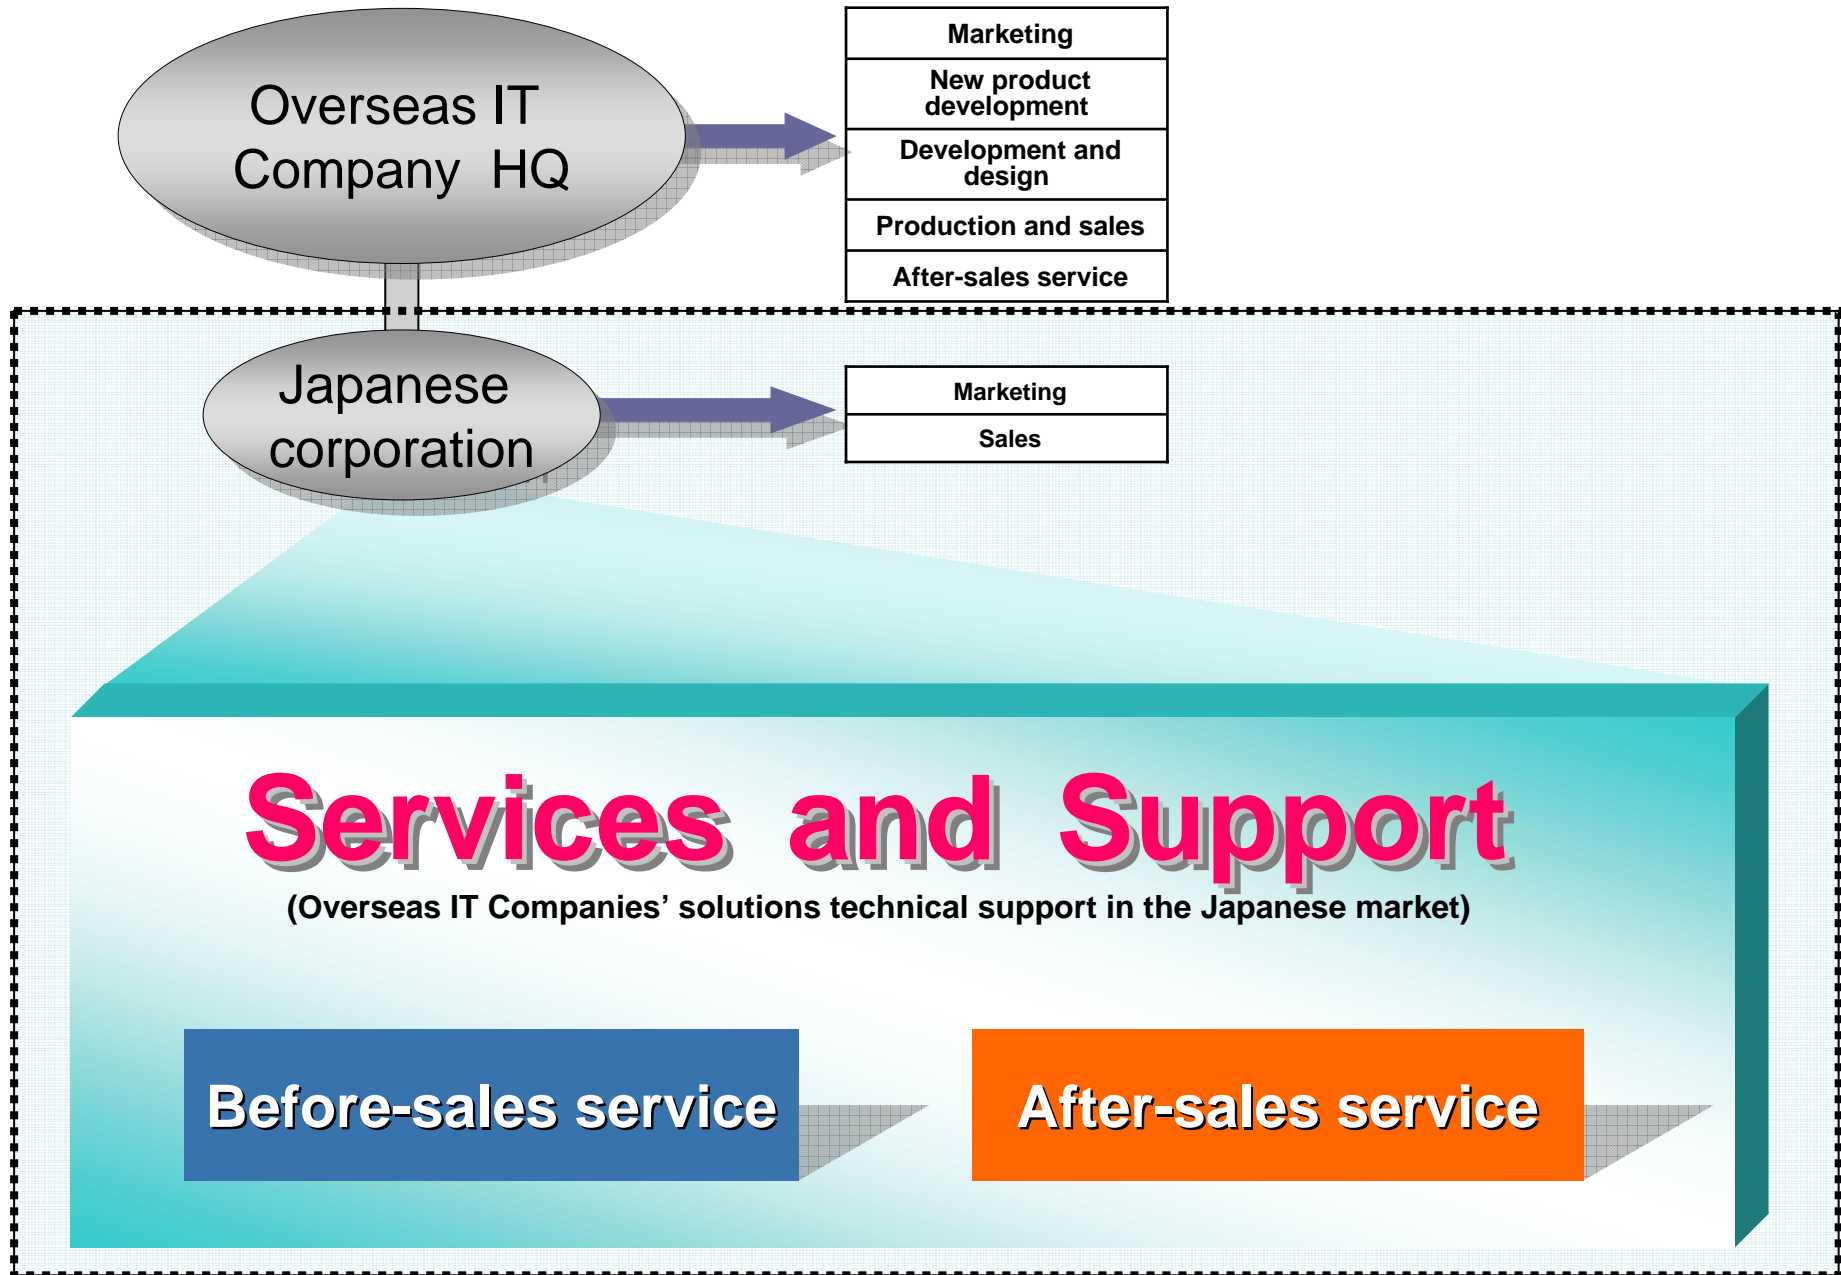 Overseas IT
Company HQ
Marketing
New product
development
Development and
design
Production and sales
After-sales service
Japanese
corporation
Marketing
Sales
Services and Support
(Overseas IT Companies’ solutions technical support in the Japanese market)
Before-sales service
After-sales service